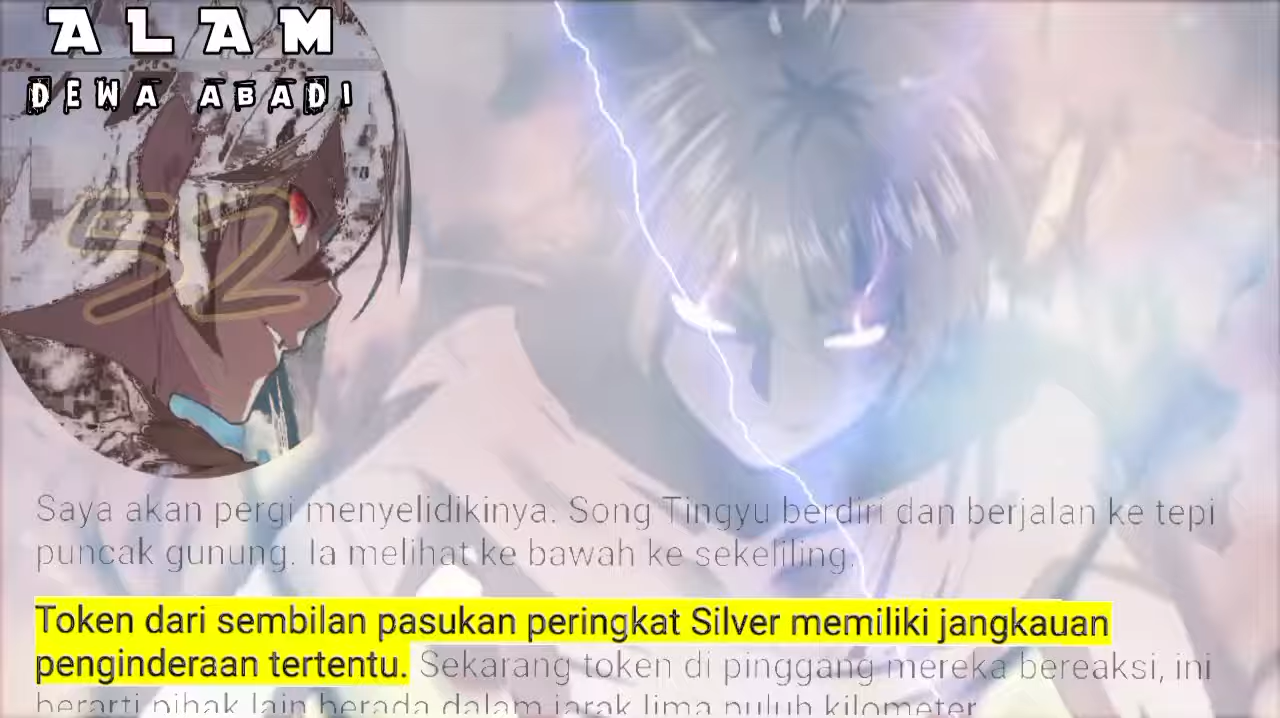 ALAM
DEWA ABADI
52
Saya akan pergi menyelidikinya. Song Tingyu berdiri dan berjalan ke tepi
puncak gunung. Ia melihat ke bawah ke sekeliling.
Token dari sembilan pasukan peringkat Silver memiliki jangkauan
penginderaan tertentu. Sekarang token di pinggang mereka bereaksi, ini
berarti pihak lain berada dalam jarak lima puluh kilometer